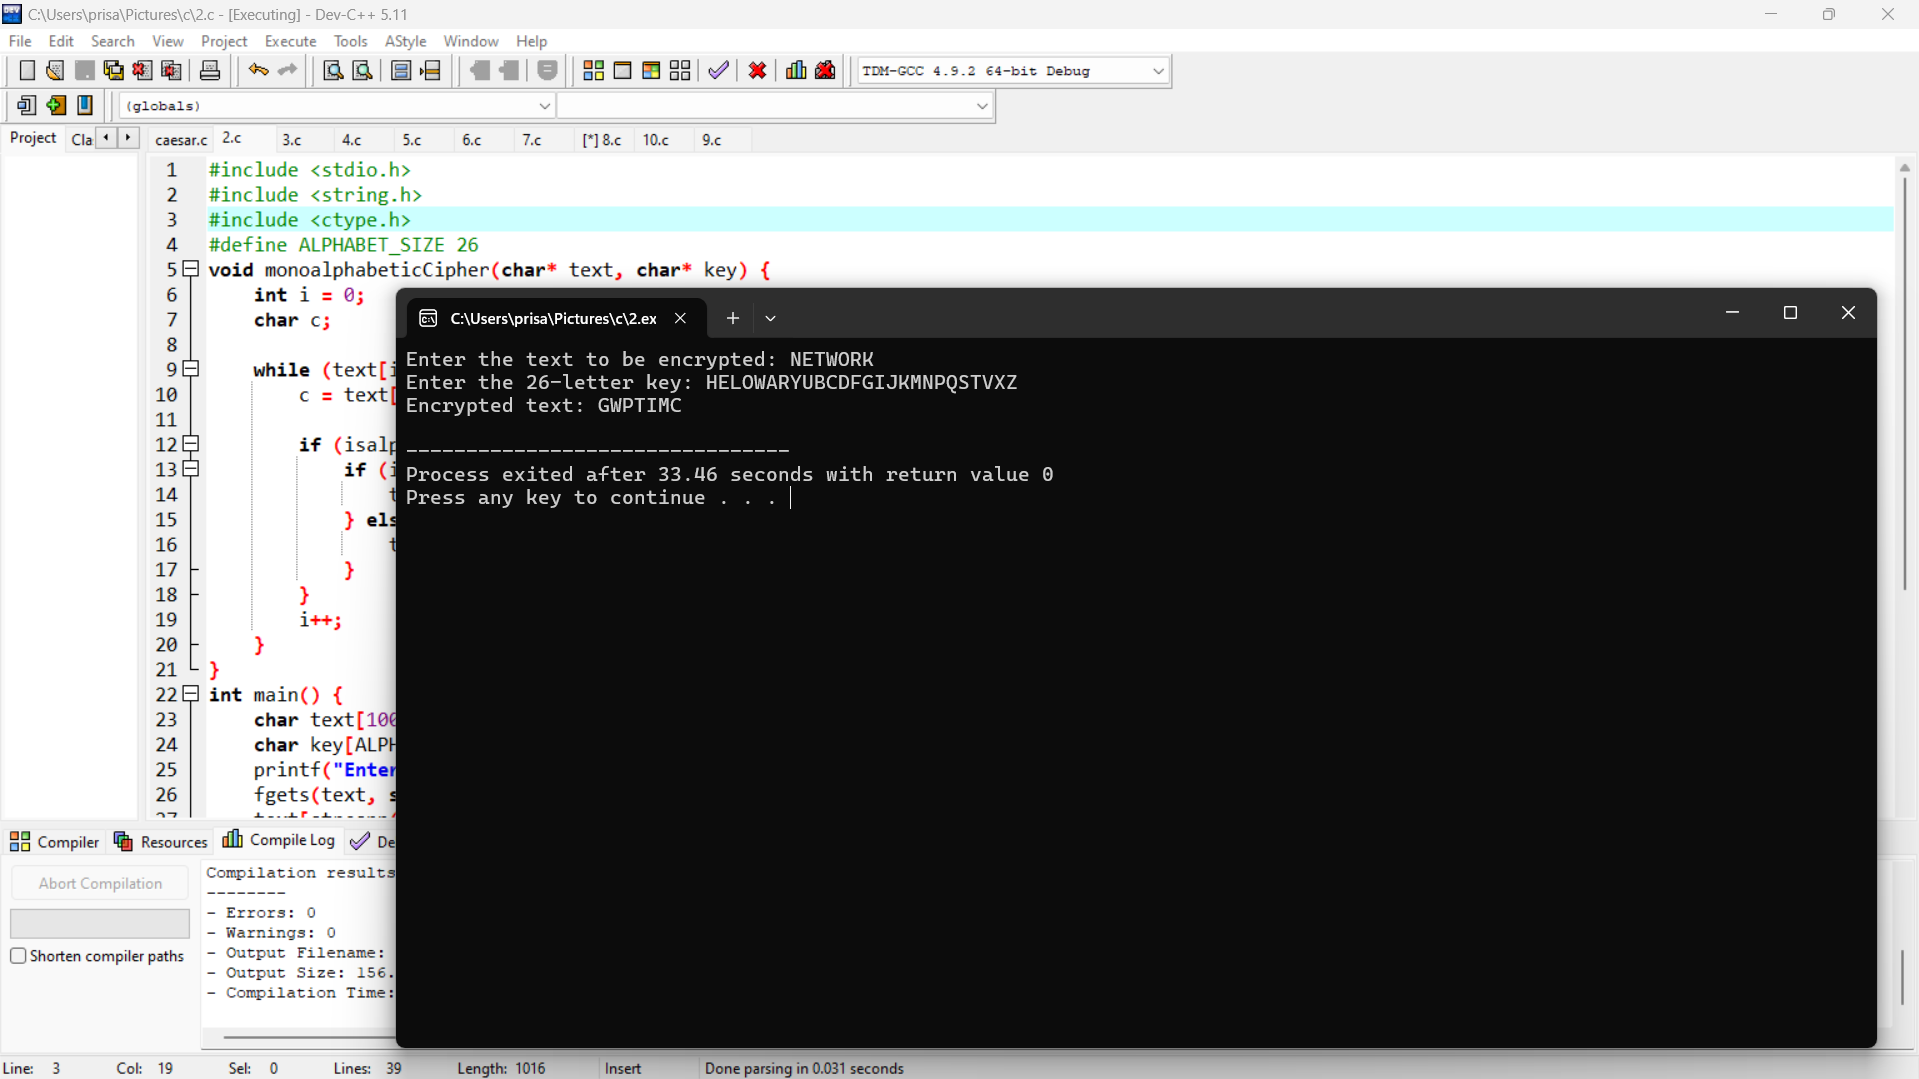 C:\Users\prisa\Pictures\c\2.c - [Executing] - Dev-C++ 5.11
File Edit Search View Project Execute Tools AStyle Window Help
TDM-GCC 4.9.2 64-bit Debug
(globals)
Project Cla caesar.c 2.c 3.c 4.c 5.c 6.c 7.c [*] 8.c 10.c 9.c
1 #include <stdio.h>
2 #include <string.h>
3 #include <ctype.h>
4 #define ALPHABET_SIZE 26
5 void monoalphabeticCipher(char* text, char* key) {
6 int i = 0;
7 char c;
8
9 while (text[i
10 c = text[
11
12 if (isalp
13 if (i
14 t
15 } els
16 t
17 }
18 }
19 i++;
20 }
21 }
22 int main() {
23 char text[100
24 char key[ALPH
25 printf("Enter
26 fgets(text, s
C:\Users\prisa\Pictures\c\2.ex
Enter the text to be encrypted: NETWORK
Enter the 26-letter key: HELOWARYUBCDFGIJKMNPQSTVXZ
Encrypted text: GWPTIMC
--------------------------------
Process exited after 33.46 seconds with return value 0
Press any key to continue . . .
Compiler Resources Compile Log De
Abort Compilation
Shorten compiler paths
Compilation results
--------
- Errors: 0
- Warnings: 0
- Output Filename:
- Output Size: 156.
- Compilation Time:
Line: 3 Col: 19 Sel: 0 Lines: 39 Length: 1016 Insert Done parsing in 0.031 seconds